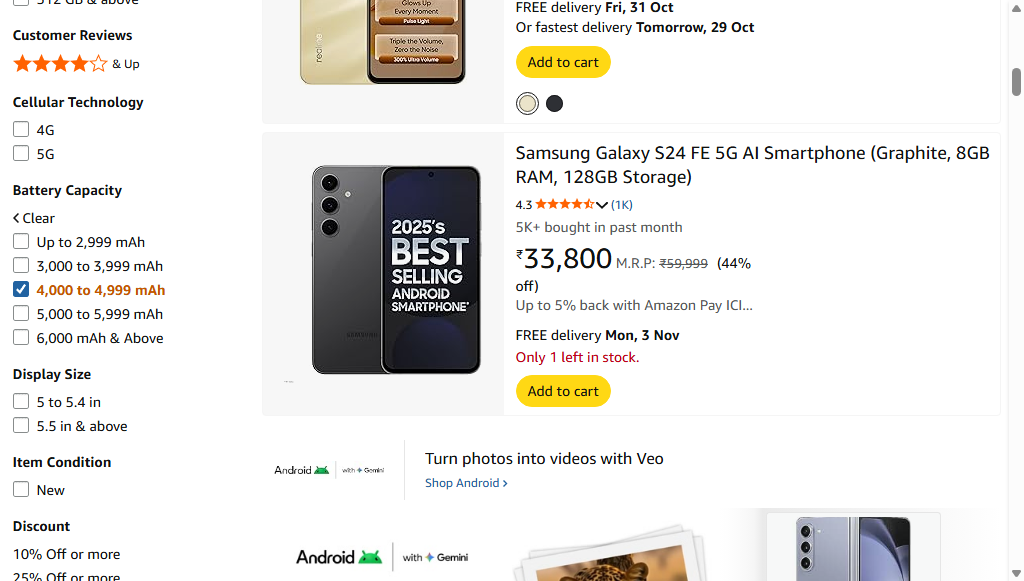 512 GB & above
Customer Reviews
& Up
Cellular Technology
4G
5G
Battery Capacity
Clear
Up to 2,999 mAh
3,000 to 3,999 mAh
4,000 to 4,999 mAh
5,000 to 5,999 mAh
6,000 mAh & Above
Display Size
5 to 5.4 in
5.5 in & above
Item Condition
New
Discount
10% Off or more
25% Off or more
realme
Glows Up
Every Moment
Pulse Light
Triple the Volume,
Zero the Noise
300% Ultra Volume
FREE delivery Fri, 31 Oct
Or fastest delivery Tomorrow, 29 Oct
Add to cart
2025's
BEST
SELLING
ANDROID
SMARTPHONE*
SAMSUNG
Samsung Galaxy S24 FE 5G AI Smartphone (Graphite, 8GB
RAM, 128GB Storage)
4.3 (1K)
5K+ bought in past month
₹33,800 M.R.P: ₹59,999 (44%
off)
Up to 5% back with Amazon Pay ICI...
FREE delivery Mon, 3 Nov
Only 1 left in stock.
Add to cart
Android with Gemini
Turn photos into videos with Veo
Shop Android ›
Android with Gemini